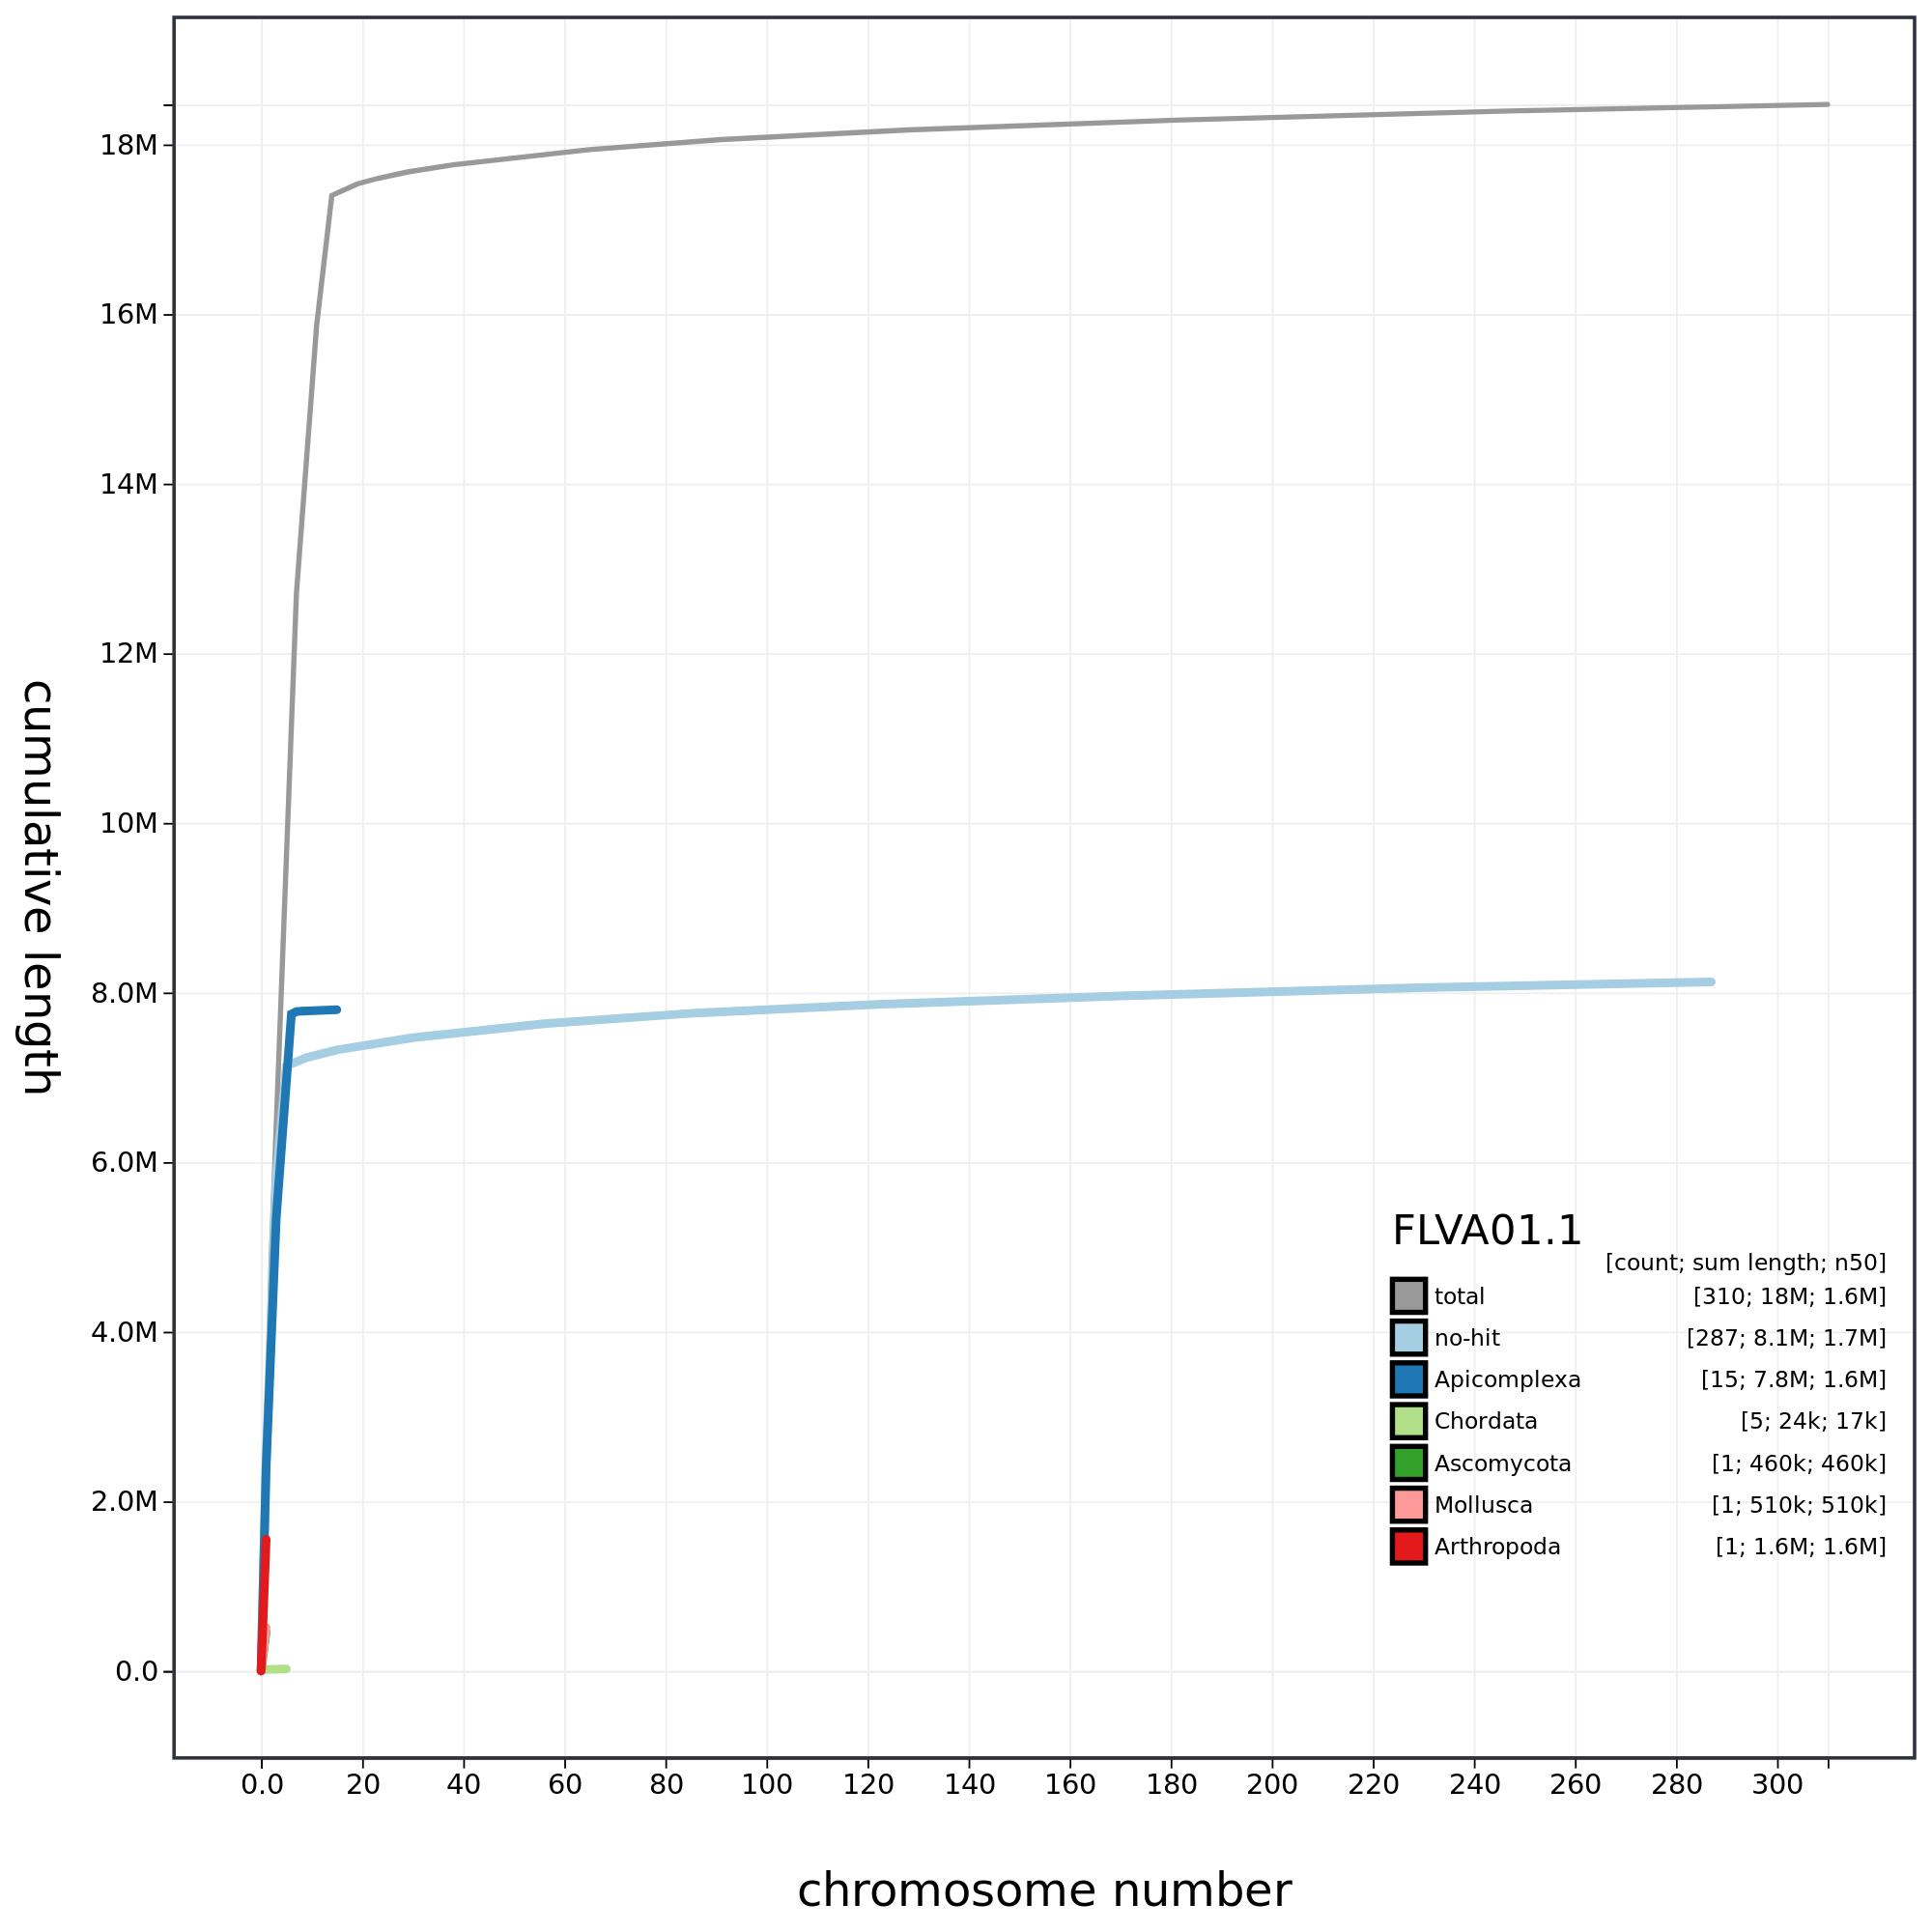 18M
16M
14M
12M
10M
8.0M
6.0M
4.0M
2.0M
0.0
cumulative length
FLVA01.1
[count; sum length; n50]
total [310; 18M; 1.6M]
no-hit [287; 8.1M; 1.7M]
Apicomplexa [15; 7.8M; 1.6M]
Chordata [5; 24k; 17k]
Ascomycota [1; 460k; 460k]
Mollusca [1; 510k; 510k]
Arthropoda [1; 1.6M; 1.6M]
0.0 20 40 60 80 100 120 140 160 180 200 220 240 260 280 300
chromosome number